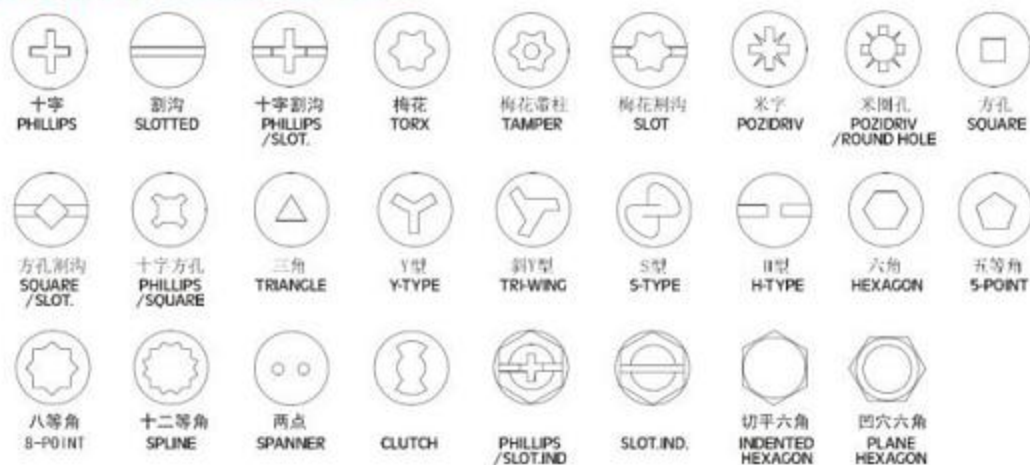 十字
PHILLIPS
割沟
SLOTTED
十字割沟
PHILLIPS
/SLOT.
梅花
TORX
梅花带柱
TAMPER
梅花割沟
SLOT
米字
POZIDRIV
米圈孔
POZIDRIV
/ROUND HOLE
方孔
SQUARE
方孔割沟
SQUARE
/SLOT.
十字方孔
PHILLIPS
/SQUARE
三角
TRIANGLE
Y型
Y-TYPE
斜Y型
TRI-WING
S型
S-TYPE
H型
H-TYPE
六角
HEXAGON
五等角
5-POINT
八等角
8-POINT
十二等角
SPLINE
两点
SPANNER
CLUTCH
PHILLIPS
/SLOT.IND
SLOT.IND.
切平六角
INDENTED
HEXAGON
凹穴六角
PLANE
HEXAGON